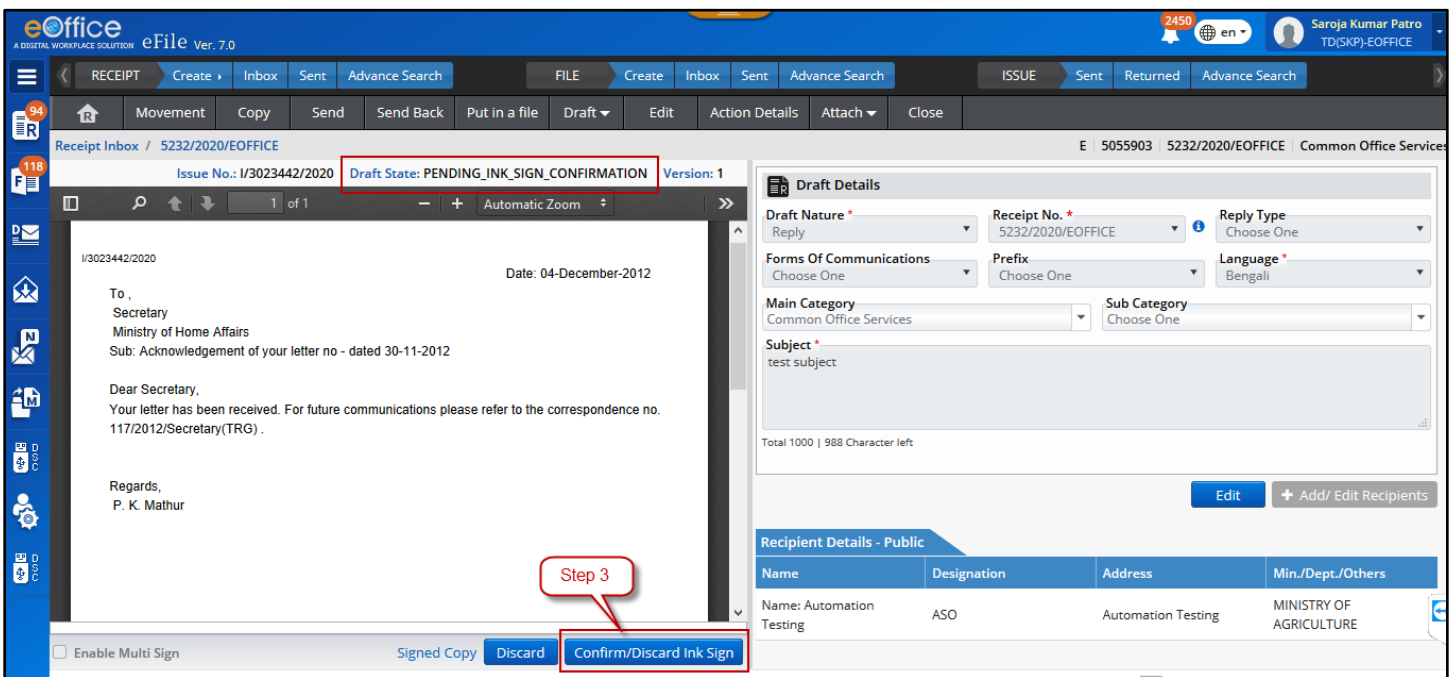 eOffice
A DIGITAL WORKPLACE SOLUTION eFile Ver. 7.0
2450
en
Saroja Kumar Patro
TD(SKP)-EOFFICE
RECEIPT Create Inbox Sent Advance Search FILE Create Inbox Sent Advance Search ISSUE Sent Returned Advance Search
94
R
Movement Copy Send Send Back Put in a file Draft Edit Action Details Attach Close
Receipt Inbox / 5232/2020/EOFFICE
E 5055903 5232/2020/EOFFICE Common Office Services
118
F
Issue No.: I/3023442/2020 Draft State: PENDING_INK_SIGN_CONFIRMATION Version: 1
1 of 1 Automatic Zoom
I/3023442/2020
Date: 04-December-2012
To ,
Secretary
Ministry of Home Affairs
Sub: Acknowledgement of your letter no - dated 30-11-2012
Dear Secretary,
Your letter has been received. For future communications please refer to the correspondence no.
117/2012/Secretary(TRG) .
Regards,
P. K. Mathur
Step 3
Enable Multi Sign Signed Copy Discard Confirm/Discard Ink Sign
D
N
M
DSC
DSC
Draft Details
Draft Nature * Receipt No. * Reply Type
Reply 5232/2020/EOFFICE Choose One
Forms Of Communications Prefix Language *
Choose One Choose One Bengali
Main Category Sub Category
Common Office Services Choose One
Subject *
test subject
Total 1000 | 988 Character left
Edit + Add/ Edit Recipients
Recipient Details - Public
Name Designation Address Min./Dept./Others
Name: Automation Testing ASO Automation Testing MINISTRY OF AGRICULTURE